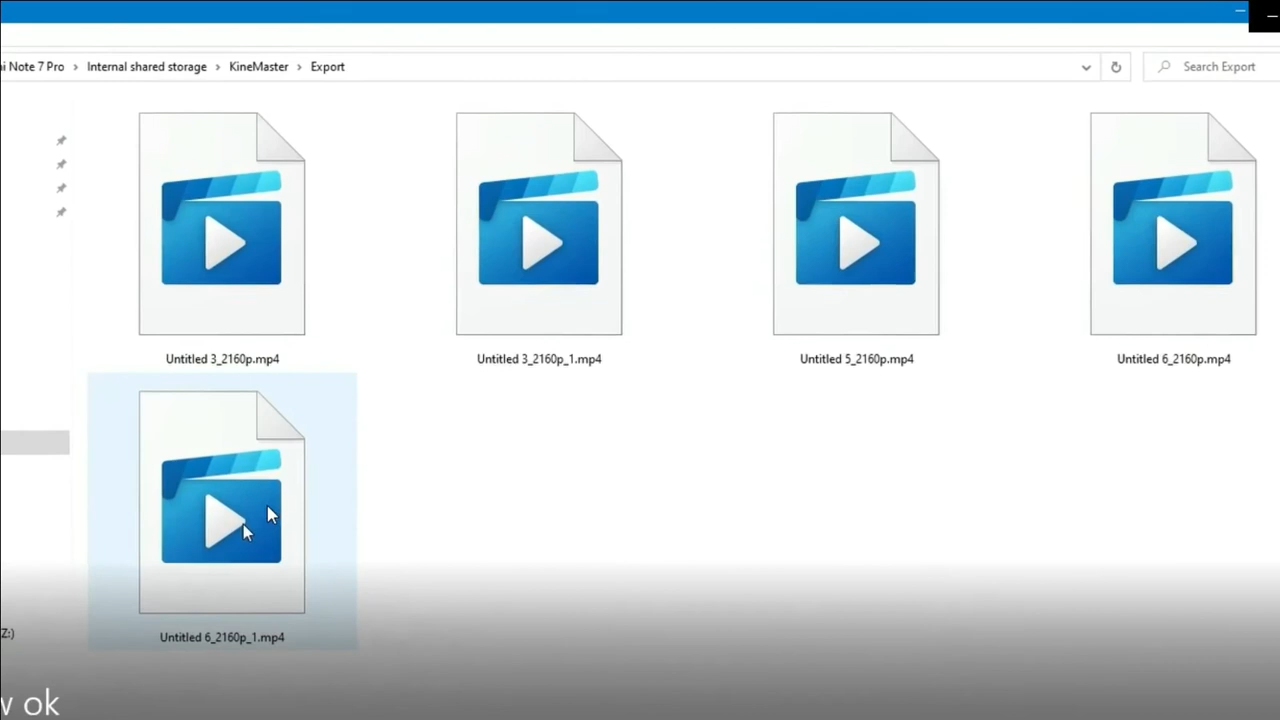 Note 7 Pro > Internal shared storage > KineMaster > Export
Search Export
Untitled 3_2160p.mp4
Untitled 3_2160p_1.mp4
Untitled 5_2160p.mp4
Untitled 6_2160p.mp4
Untitled 6_2160p_1.mp4
Z:)
ok